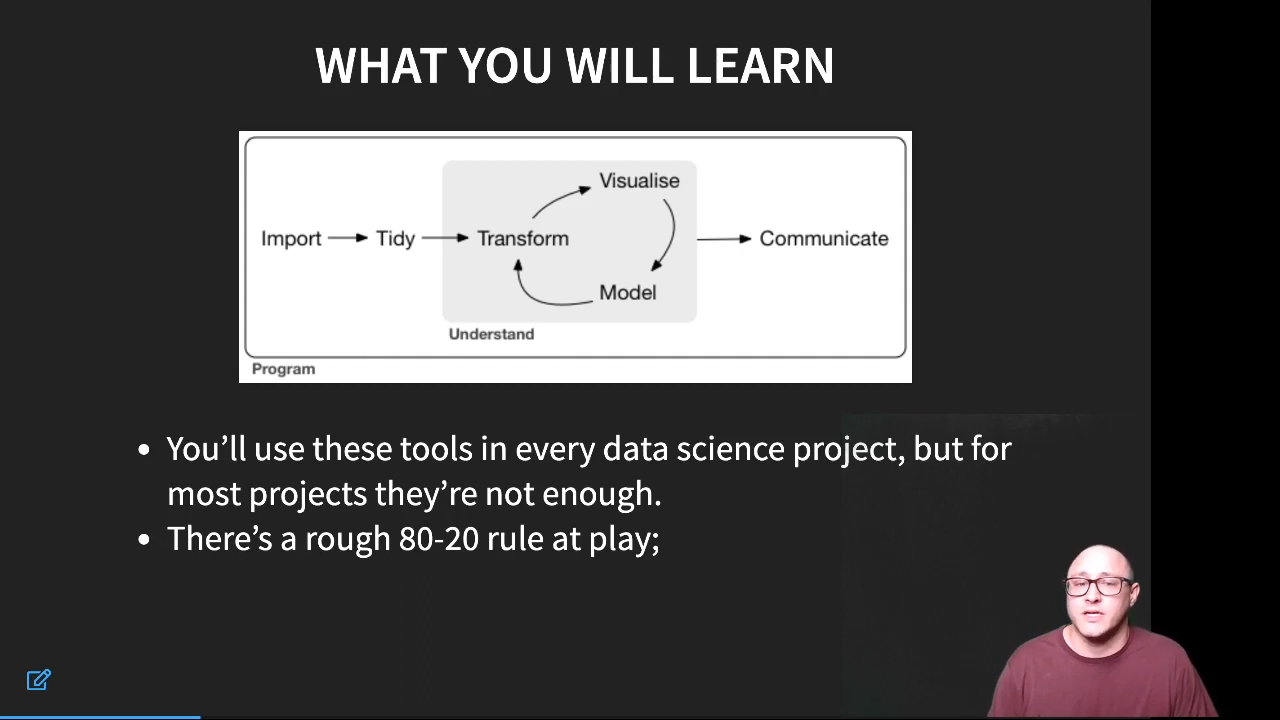 WHAT YOU WILL LEARN
Visualise
Import
Tidy
Transform
Communicate
Model
Understand
Program
You’ll use these tools in every data science project, but for
most projects they’re not enough.
There’s a rough 80-20 rule at play;